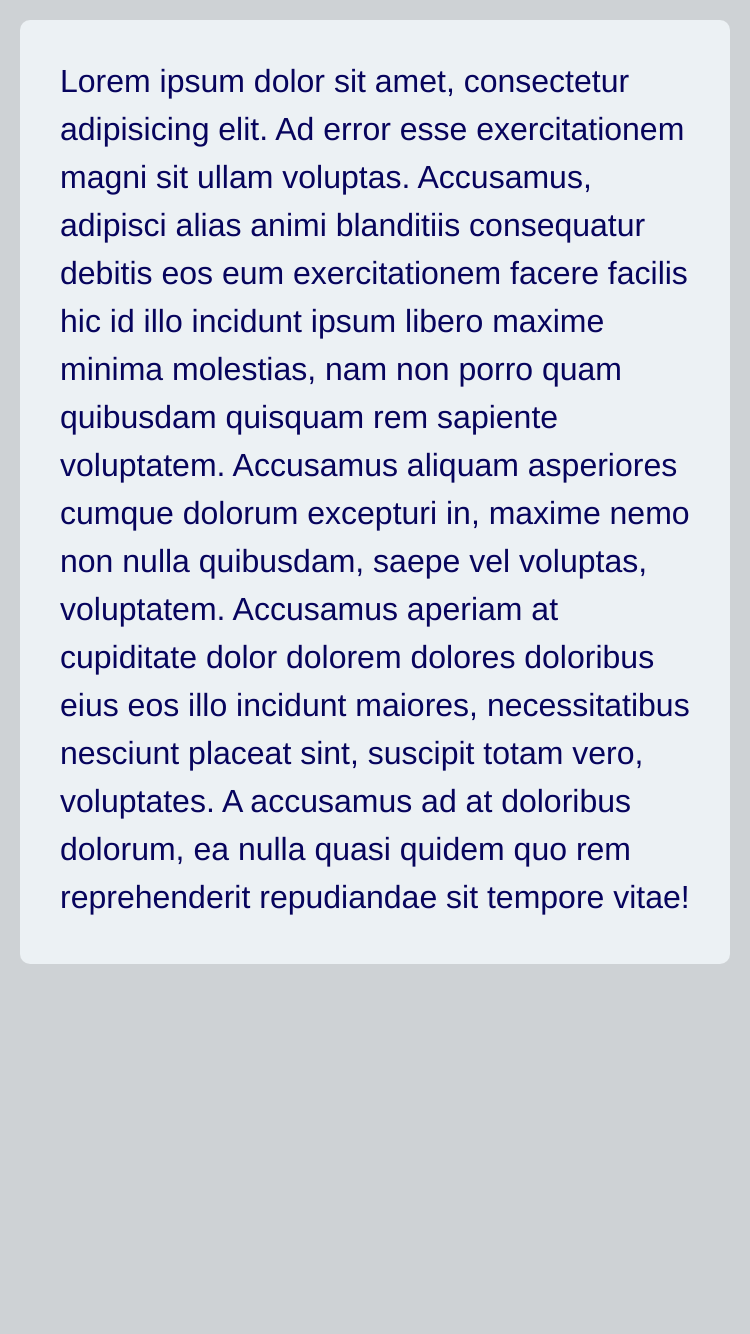 Lorem ipsum dolor sit amet, consectetur
adipisicing elit. Ad error esse exercitationem
magni sit ullam voluptas. Accusamus,
adipisci alias animi blanditiis consequatur
debitis eos eum exercitationem facere facilis
hic id illo incidunt ipsum libero maxime
minima molestias, nam non porro quam
quibusdam quisquam rem sapiente
voluptatem. Accusamus aliquam asperiores
cumque dolorum excepturi in, maxime nemo
non nulla quibusdam, saepe vel voluptas,
voluptatem. Accusamus aperiam at
cupiditate dolor dolorem dolores doloribus
eius eos illo incidunt maiores, necessitatibus
nesciunt placeat sint, suscipit totam vero,
voluptates. A accusamus ad at doloribus
dolorum, ea nulla quasi quidem quo rem
reprehenderit repudiandae sit tempore vitae!